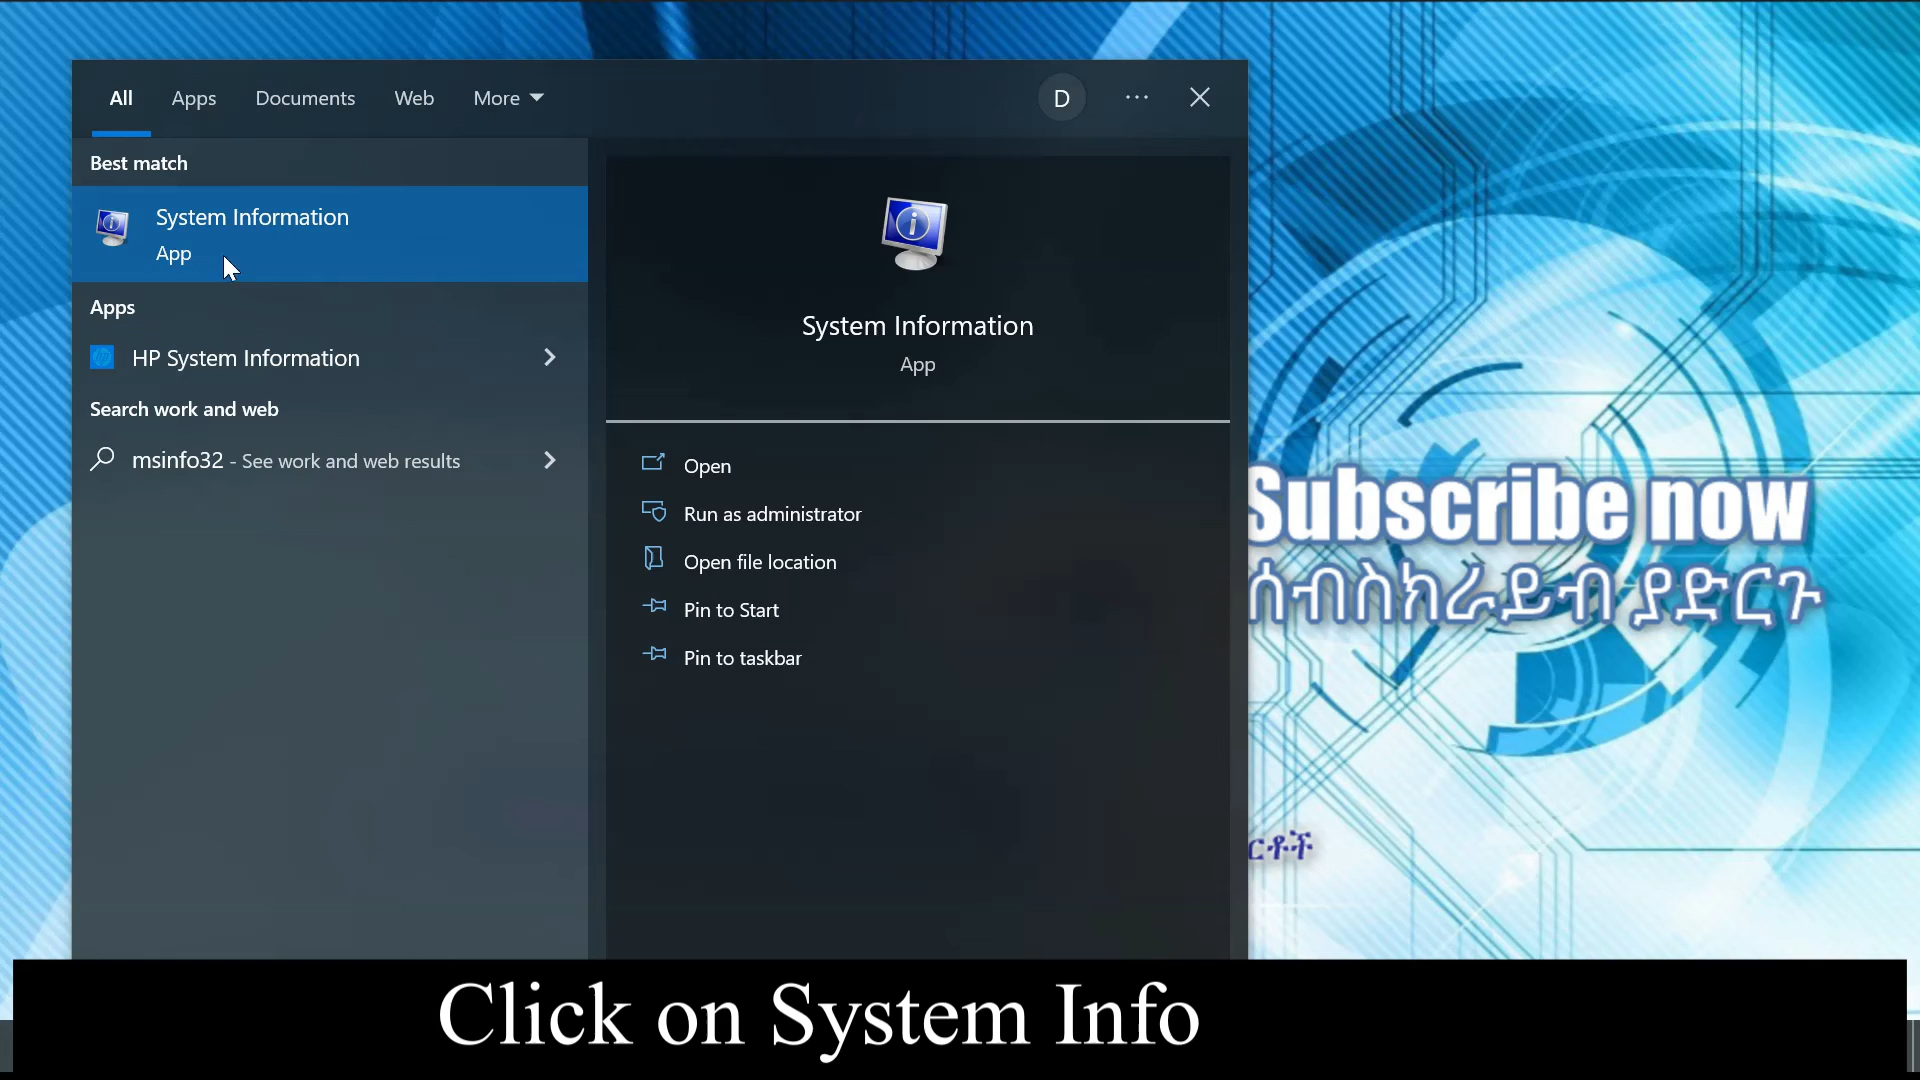 All Apps Documents Web More D
Best match
System Information
App
Apps
HP System Information
Search work and web
msinfo32 - See work and web results
System Information
App
Open
Run as administrator
Open file location
Pin to Start
Pin to taskbar
Subscribe now
ሰብስክራይብ ያድርጉ
ርቶች
Click on System Info